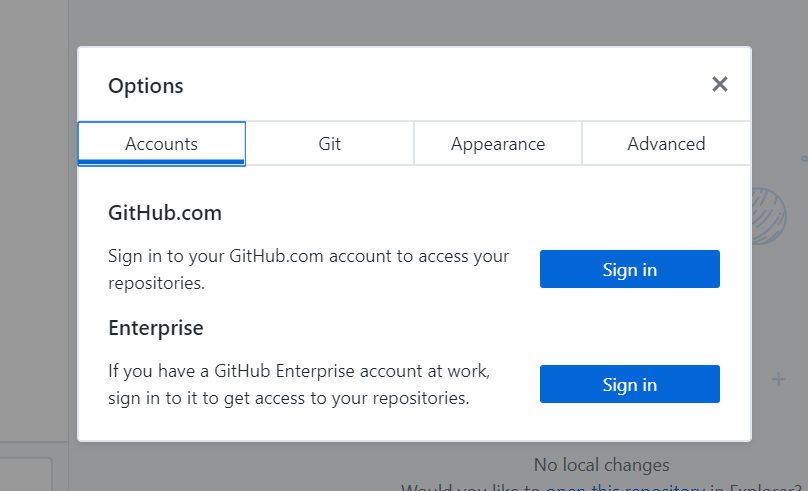 Options
Accounts
Git
Appearance
Advanced
GitHub.com
Sign in to your GitHub.com account to access your
repositories.
Sign in
Enterprise
If you have a GitHub Enterprise account at work,
sign in to it to get access to your repositories.
Sign in
No local changes
Would you like to open this repository in Explorer?